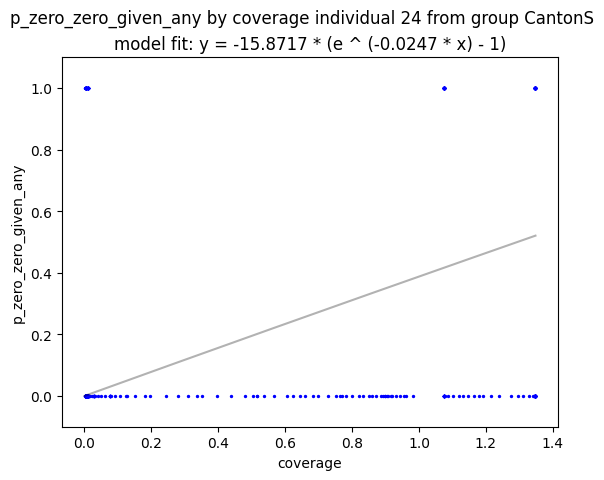 p_zero_zero_given_any by coverage individual 24 from group CantonS
model fit: y = -15.8717 * (e ^ (-0.0247 * x) - 1)
p_zero_zero_given_any
1.0
0.8
0.6
0.4
0.2
0.0
0.0 0.2 0.4 0.6 0.8 1.0 1.2 1.4
coverage